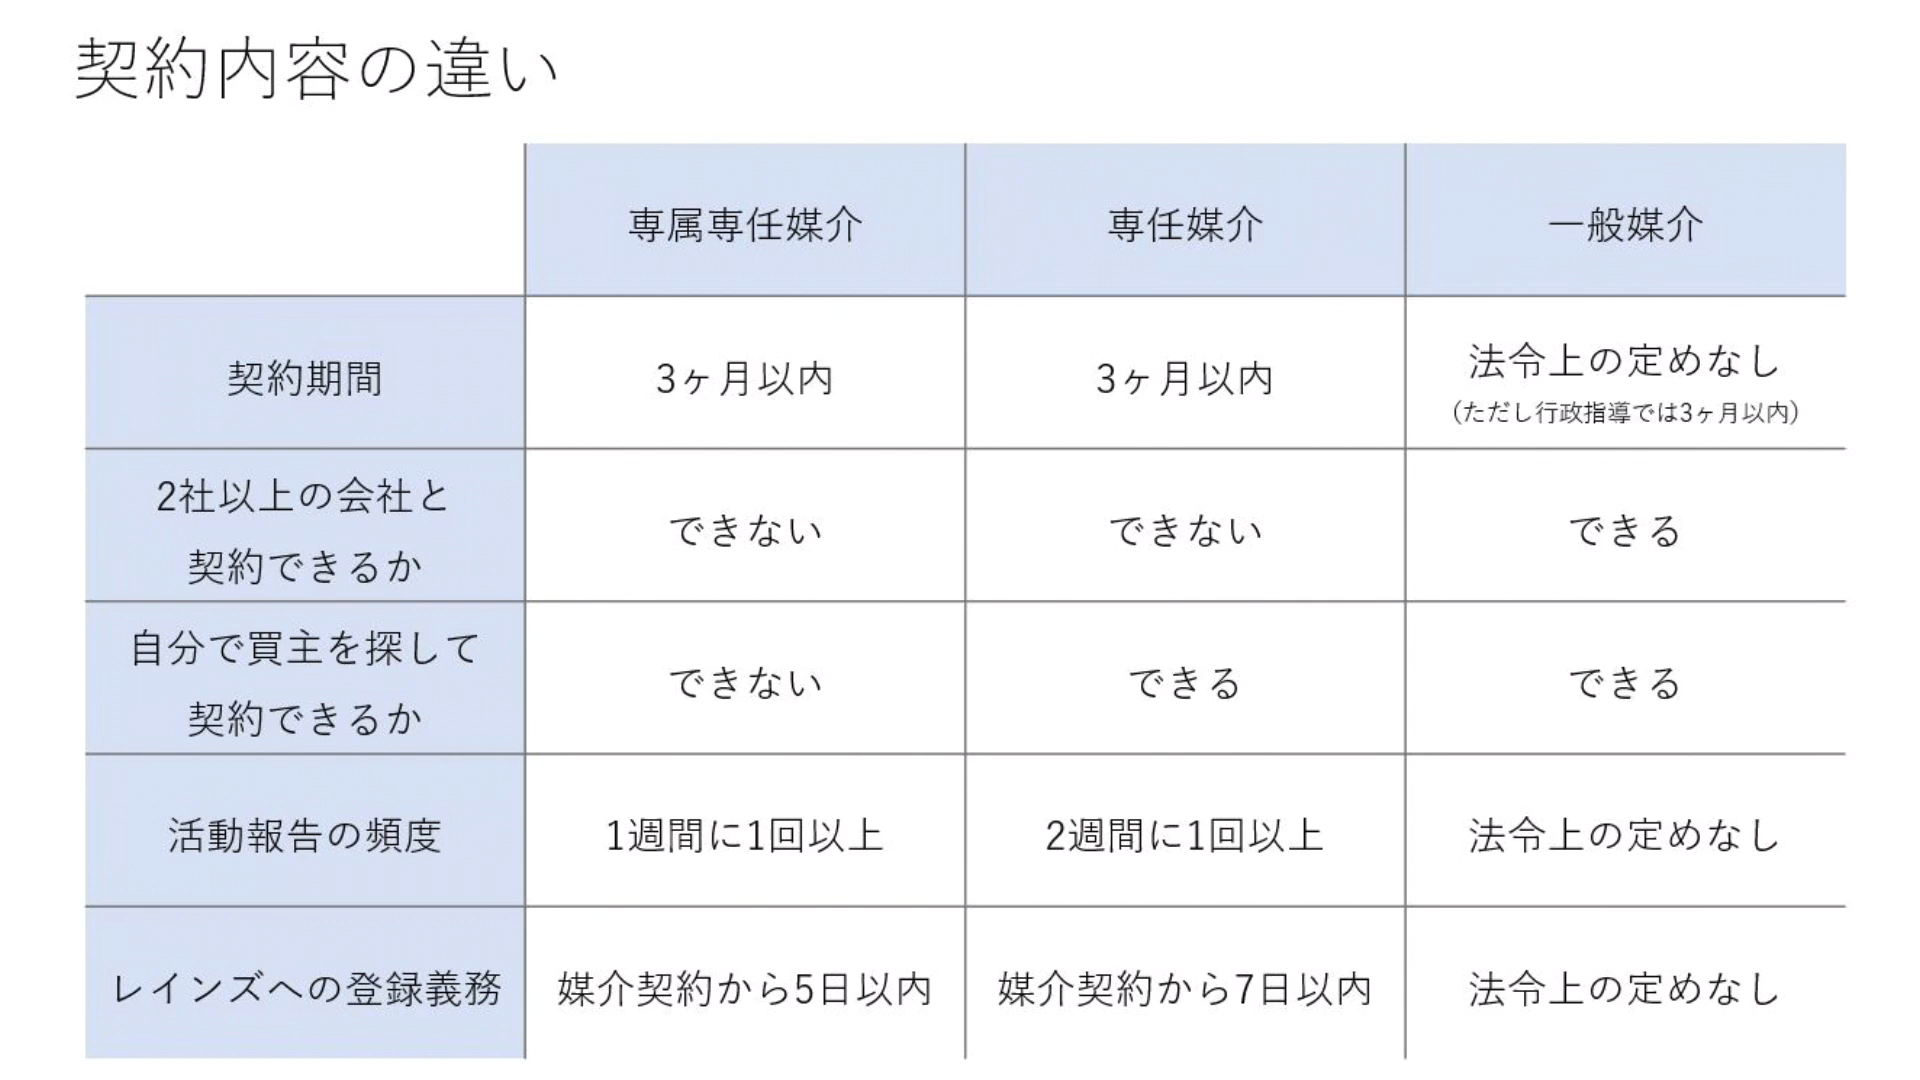 契約内容の違い
専属専任媒介
専任媒介
一般媒介
契約期間
3ヶ月以内
3ヶ月以内
法令上の定めなし
(ただし行政指導では3ヶ月以内)
2社以上の会社と
契約できるか
できない
できない
できる
自分で買主を探して
契約できるか
できない
できる
できる
活動報告の頻度
1週間に1回以上
2週間に1回以上
法令上の定めなし
レインズへの登録義務
媒介契約から5日以内
媒介契約から7日以内
法令上の定めなし